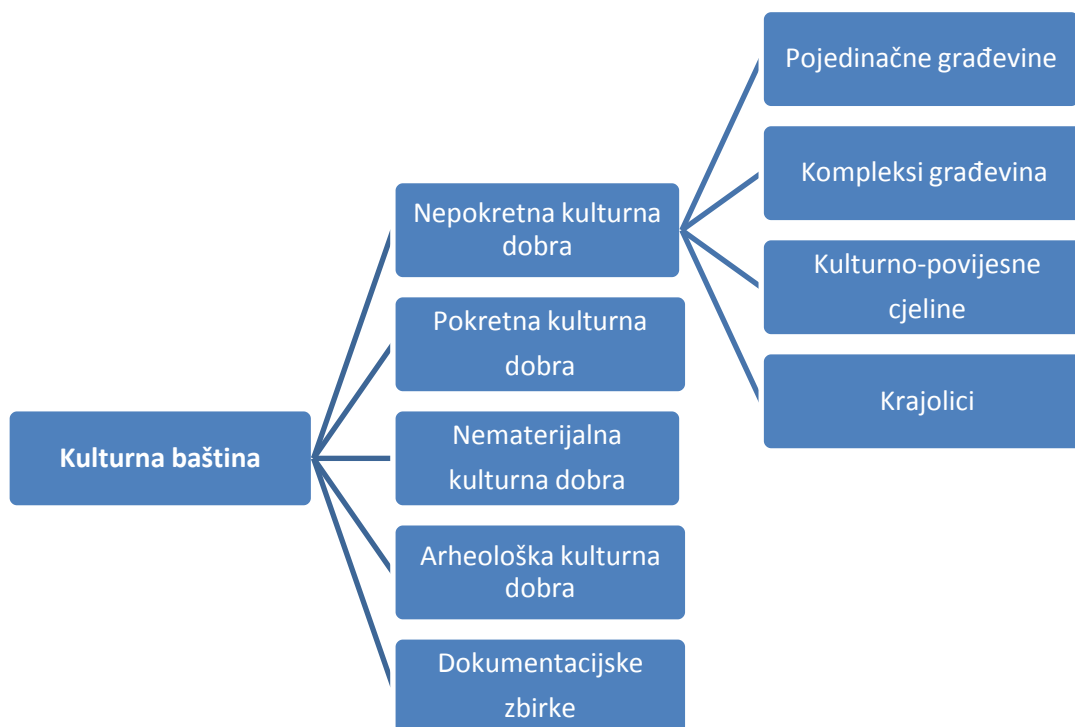 Kulturna baština
Nepokretna kulturna
dobra
Pokretna kulturna
dobra
Nematerijalna
kulturna dobra
Arheološka kulturna
dobra
Dokumentacijske
zbirke
Pojedinačne građevine
Kompleksi građevina
Kulturno-povijesne
cjeline
Krajolici